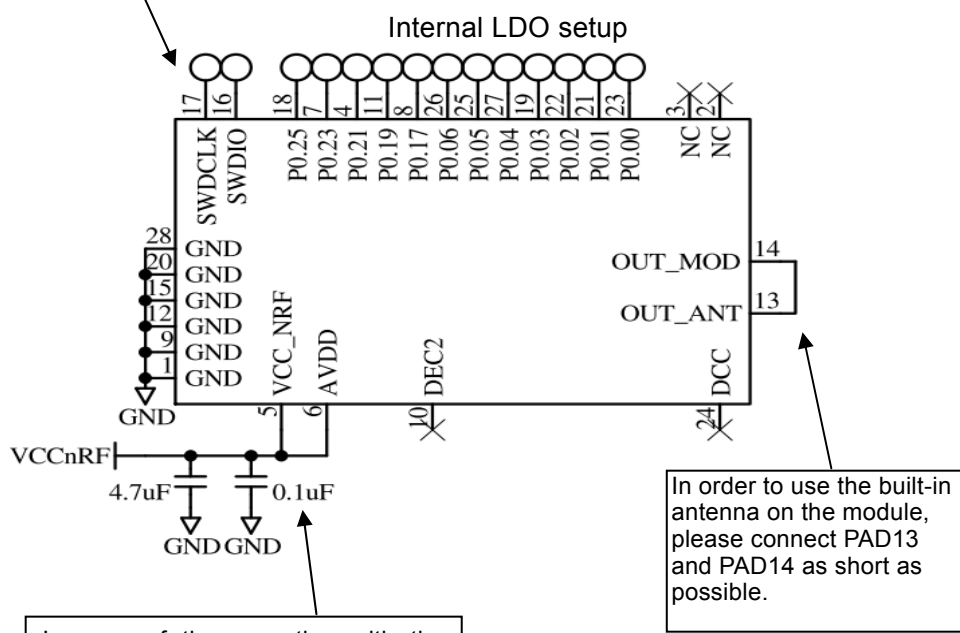 Internal LDO setup
17 16 18 7 4 11 8 26 25 27 19 22 21 23 3 2
SWDCLK SWDIO P0.25 P0.23 P0.21 P0.19 P0.17 P0.06 P0.05 P0.04 P0.03 P0.02 P0.01 P0.00 NC NC
28 GND
20 GND
15 GND
12 GND
9 GND
1 GND
GND
OUT_MOD 14
OUT_ANT 13
VCC_NRF AVDD DEC2 DCC
5 6 10 24
VCCnRF
4.7uF 0.1uF
GND GND
In order to use the built-in
antenna on the module,
please connect PAD13
and PAD14 as short as
possible.